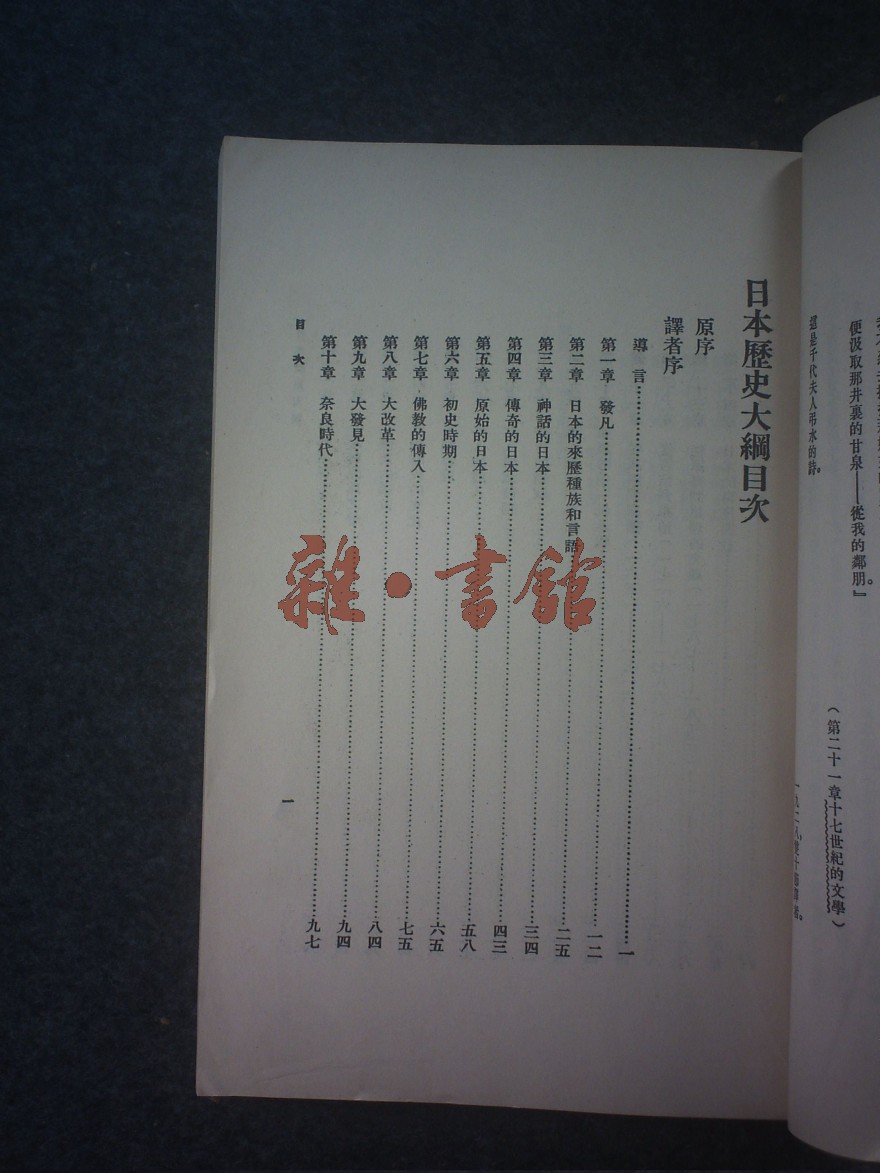 便汲取那井裏的甘泉——從我的鄰朋。』
(第二十一章十七世紀的文學)
還是千代夫人弔水的詩。
日本歷史大綱目次
原序
譯者序
導言……一
第一章 發凡……一二
第二章 日本的來歷種族和言語……二五
第三章 神話的日本……三四
第四章 傳奇的日本……四三
第五章 原始的日本……五八
第六章 初史時期……六五
第七章 佛教的傳入……七五
第八章 大改革……八四
第九章 大發見……九四
第十章 奈良時代……九七
目次
一
雜·書館